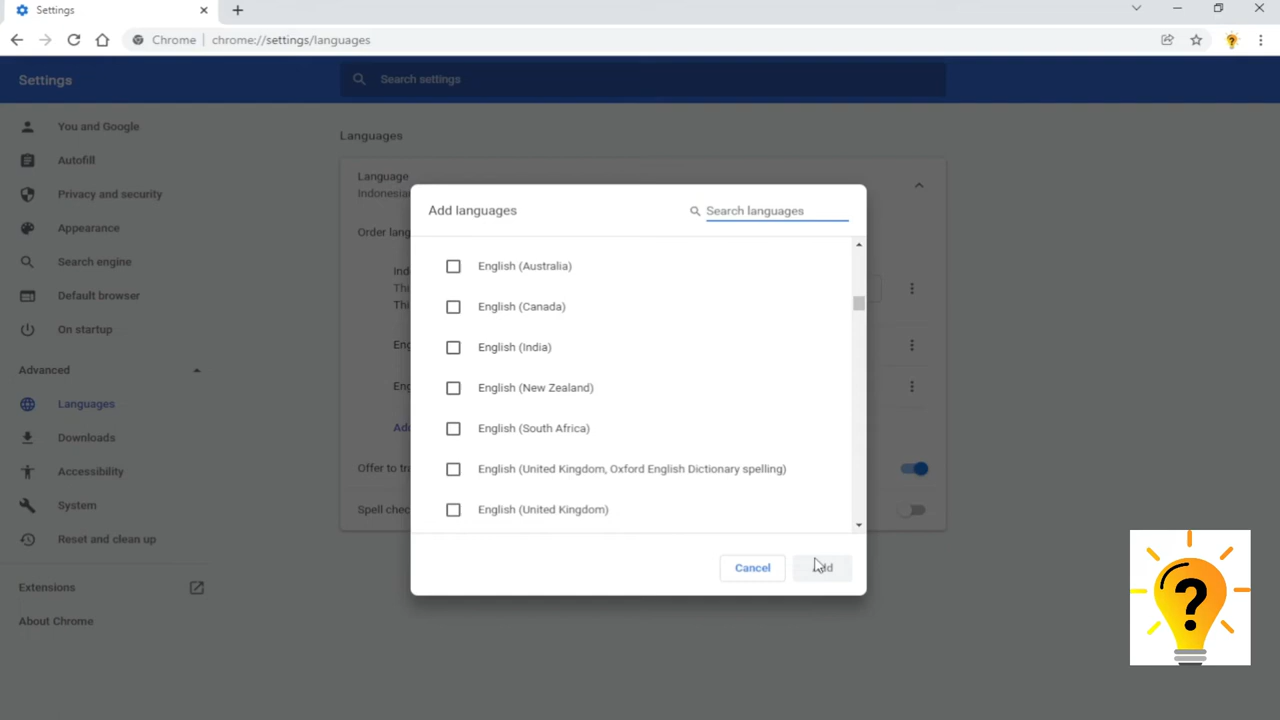 Settings
Chrome
chrome://settings/languages
Settings
Search settings
You and Google
Autofill
Privacy and security
Appearance
Search engine
Default browser
On startup
Advanced
Languages
Downloads
Accessibility
System
Reset and clean up
Extensions
About Chrome
Languages
Language
Add languages
Search languages
English (Australia)
English (Canada)
English (India)
English (New Zealand)
English (South Africa)
English (United Kingdom, Oxford English Dictionary spelling)
English (United Kingdom)
Offer to
Cancel
?